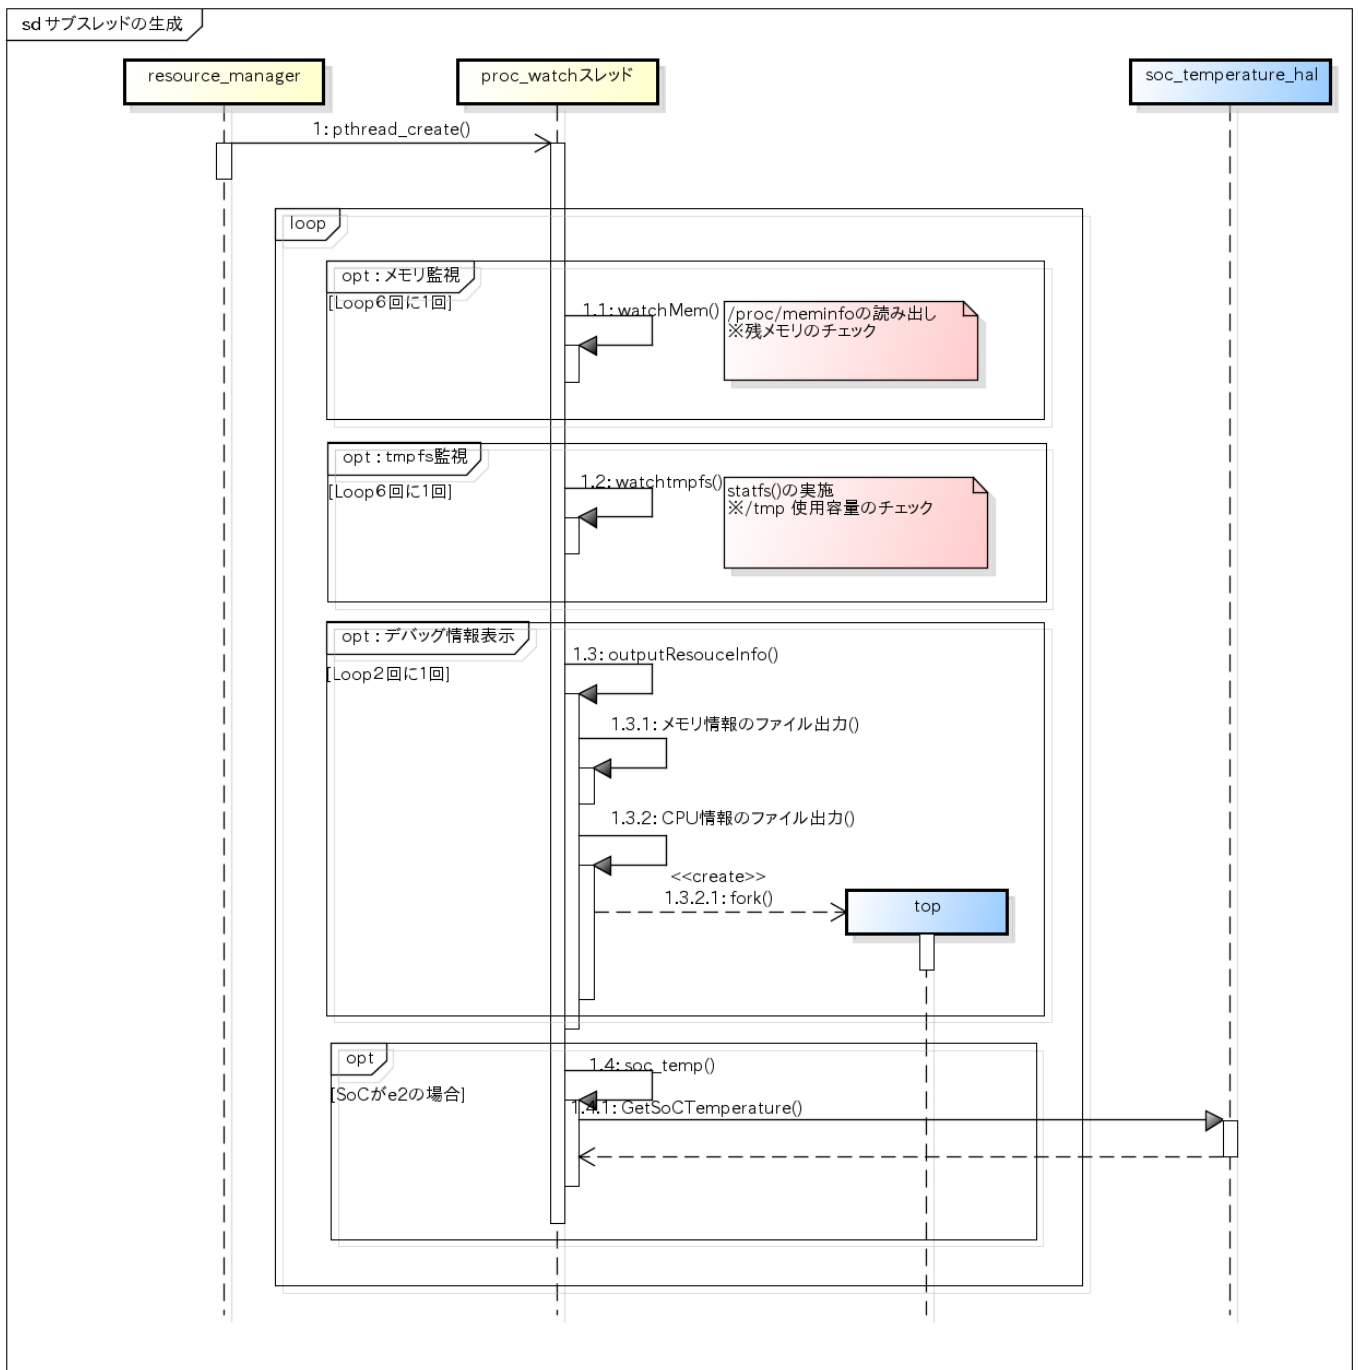 sd サブスレッドの生成
resource_manager
proc_watchスレッド
soc_temperature_hal
1: pthread_create()
loop
opt : メモリ監視
[Loop6回に1回]
1.1: watchMem()
/proc/meminfoの読み出し
※残メモリのチェック
opt : tmpfs監視
[Loop6回に1回]
1.2: watchtmpfs()
statfs()の実施
※/tmp 使用容量のチェック
opt : デバッグ情報表示
[Loop2回に1回]
1.3: outputResouceInfo()
1.3.1: メモリ情報のファイル出力()
1.3.2: CPU情報のファイル出力()
<<create>>
1.3.2.1: fork()
top
opt
[SoCがe2の場合]
1.4: soc_temp()
1.4.1: GetSoCTemperature()